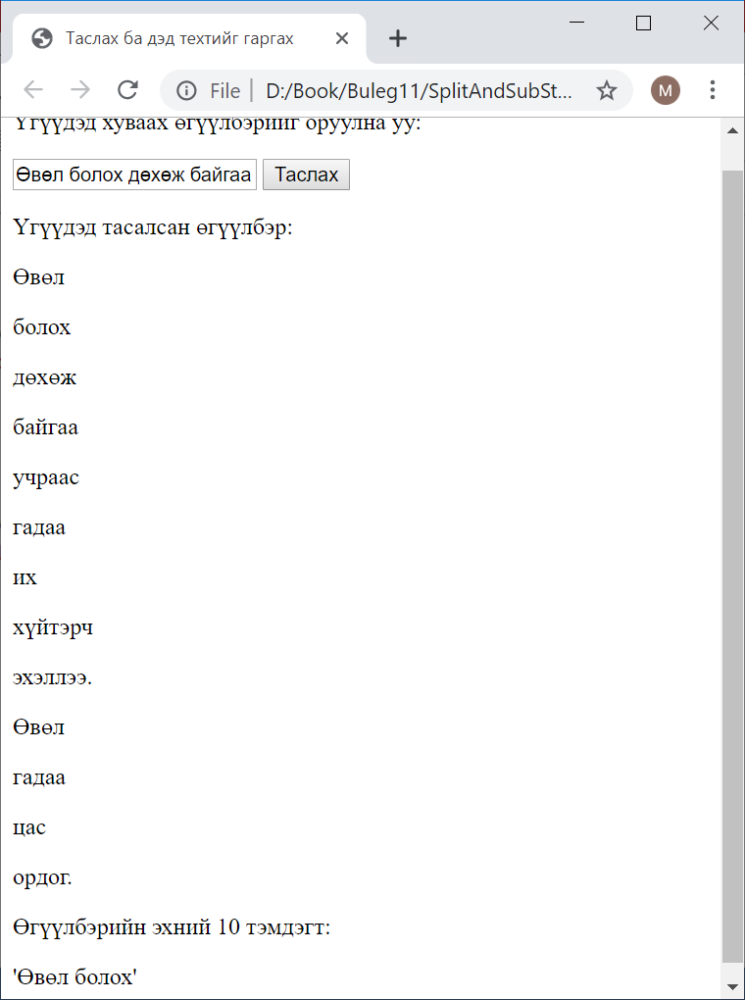 Таслах ба дэд техтийг гаргах
File | D:/Book/Buleg11/SplitAndSubSt...
M
Үгүүдэд хуваах өгүүлбэрийг оруулна уу:
Өвөл болох дөхөж байгаа Таслах
Үгүүдэд тасалсан өгүүлбэр:
Өвөл
болох
дөхөж
байгаа
учраас
гадаа
их
хүйтэрч
эхэллээ.
Өвөл
гадаа
цас
ордог.
Өгүүлбэрийн эхний 10 тэмдэгт:
'Өвөл болох'